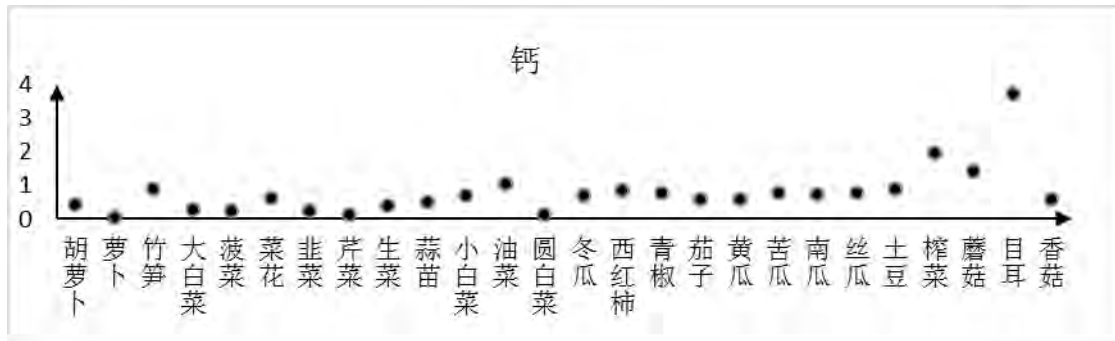 钙
4
3
2
1
0
胡萝卜
萝卜
竹笋
大白菜
菠菜
菜花
韭菜
芹菜
生菜
蒜苗
小白菜
油菜
圆白菜
冬瓜
西红柿
青椒
茄子
黄瓜
苦瓜
南瓜
丝瓜
土豆
榨菜
蘑菇
目耳
香菇